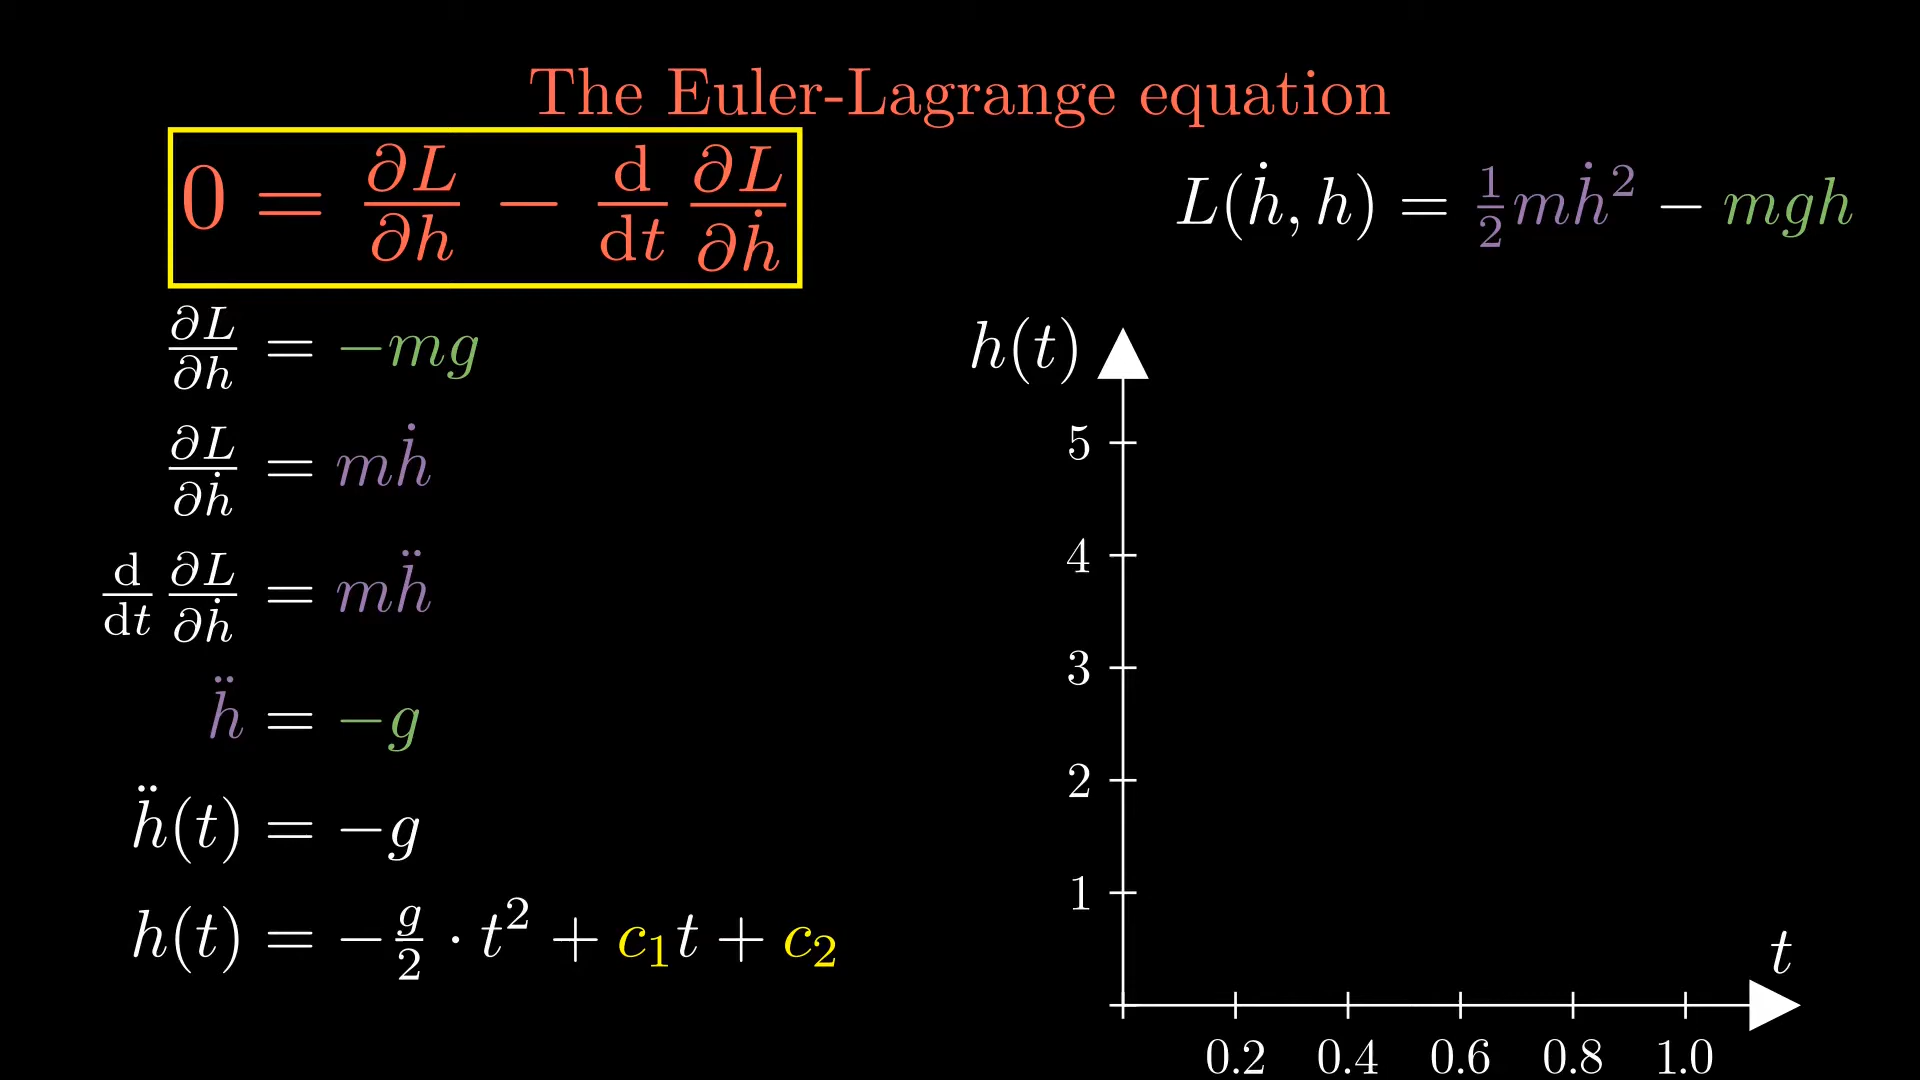 The Euler-Lagrange equation
0 = ∂L/∂h − d/dt ∂L/∂ḣ
L(ḣ, h) = ½mḣ² − mgh
∂L/∂h = −mg
∂L/∂ḣ = mḣ
d/dt ∂L/∂ḣ = mḧ
ḧ = −g
ḧ(t) = −g
h(t) = −g/2 · t² + c₁t + c₂
h(t)
5
4
3
2
1
t
0.2 0.4 0.6 0.8 1.0